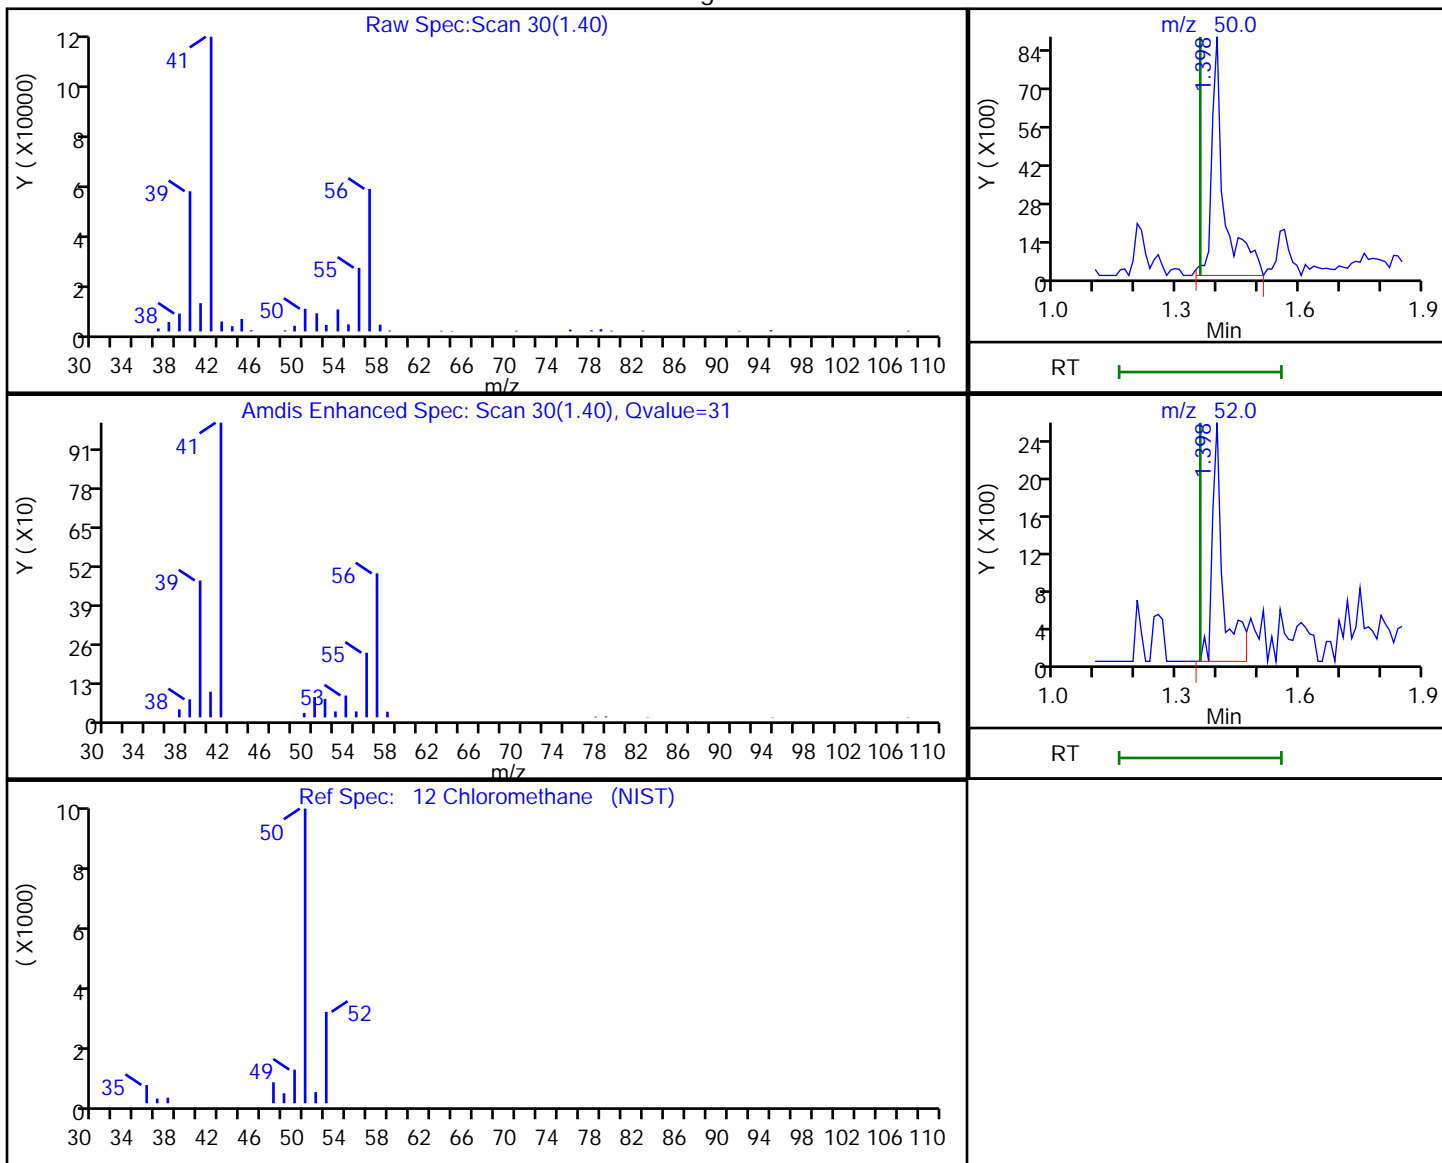 Raw Spec:Scan 30(1.40)
Y ( X10000)
12
10
8
6
4
2
0
41
39
56
55
38
50
30 34 38 42 46 50 54 58 62 66 70 74 78 82 86 90 94 98 102 106 110
m/z
m/z 50.0
Y ( X100)
84
70
56
42
28
14
0
1.398
1.0 1.3 1.6 1.9
Min
RT
Amdis Enhanced Spec: Scan 30(1.40), Qvalue=31
Y ( X10)
91
78
65
52
39
26
13
0
41
39
56
55
53
38
30 34 38 42 46 50 54 58 62 66 70 74 78 82 86 90 94 98 102 106 110
m/z
m/z 52.0
Y ( X100)
24
20
16
12
8
4
0
1.398
1.0 1.3 1.6 1.9
Min
RT
Ref Spec: 12 Chloromethane (NIST)
( X1000)
10
8
6
4
2
0
50
52
49
35
30 34 38 42 46 50 54 58 62 66 70 74 78 82 86 90 94 98 102 106 110